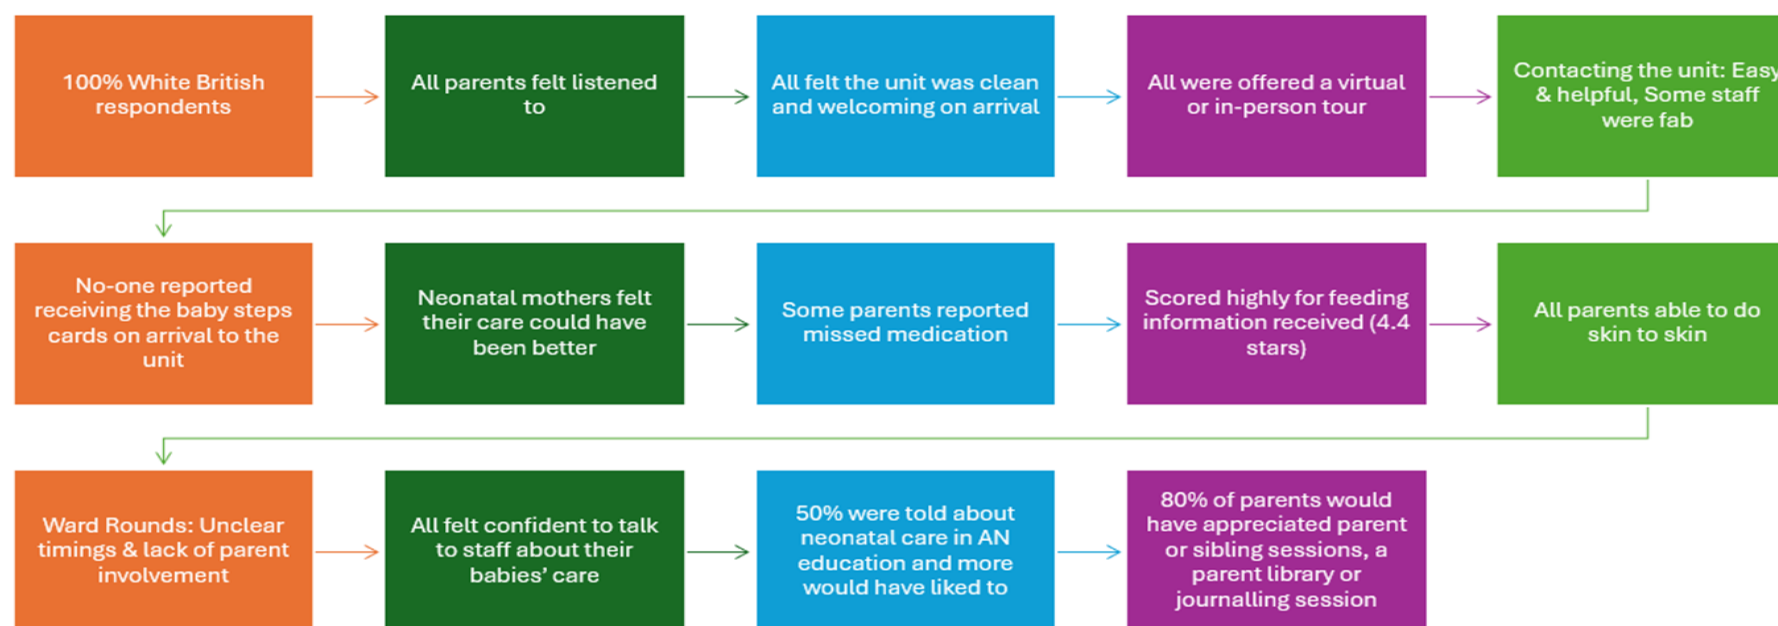 100% White British
respondents
All parents felt listened
to
All felt the unit was clean
and welcoming on arrival
All were offered a virtual
or in-person tour
Contacting the unit: Easy
& helpful, Some staff
were fab
No-one reported
receiving the baby steps
cards on arrival to the
unit
Neonatal mothers felt
their care could have
been better
Some parents reported
missed medication
Scored highly for feeding
information received (4.4
stars)
All parents able to do
skin to skin
Ward Rounds: Unclear
timings & lack of parent
involvement
All felt confident to talk
to staff about their
babies’ care
50% were told about
neonatal care in AN
education and more
would have liked to
80% of parents would
have appreciated parent
or sibling sessions, a
parent library or
journalling session